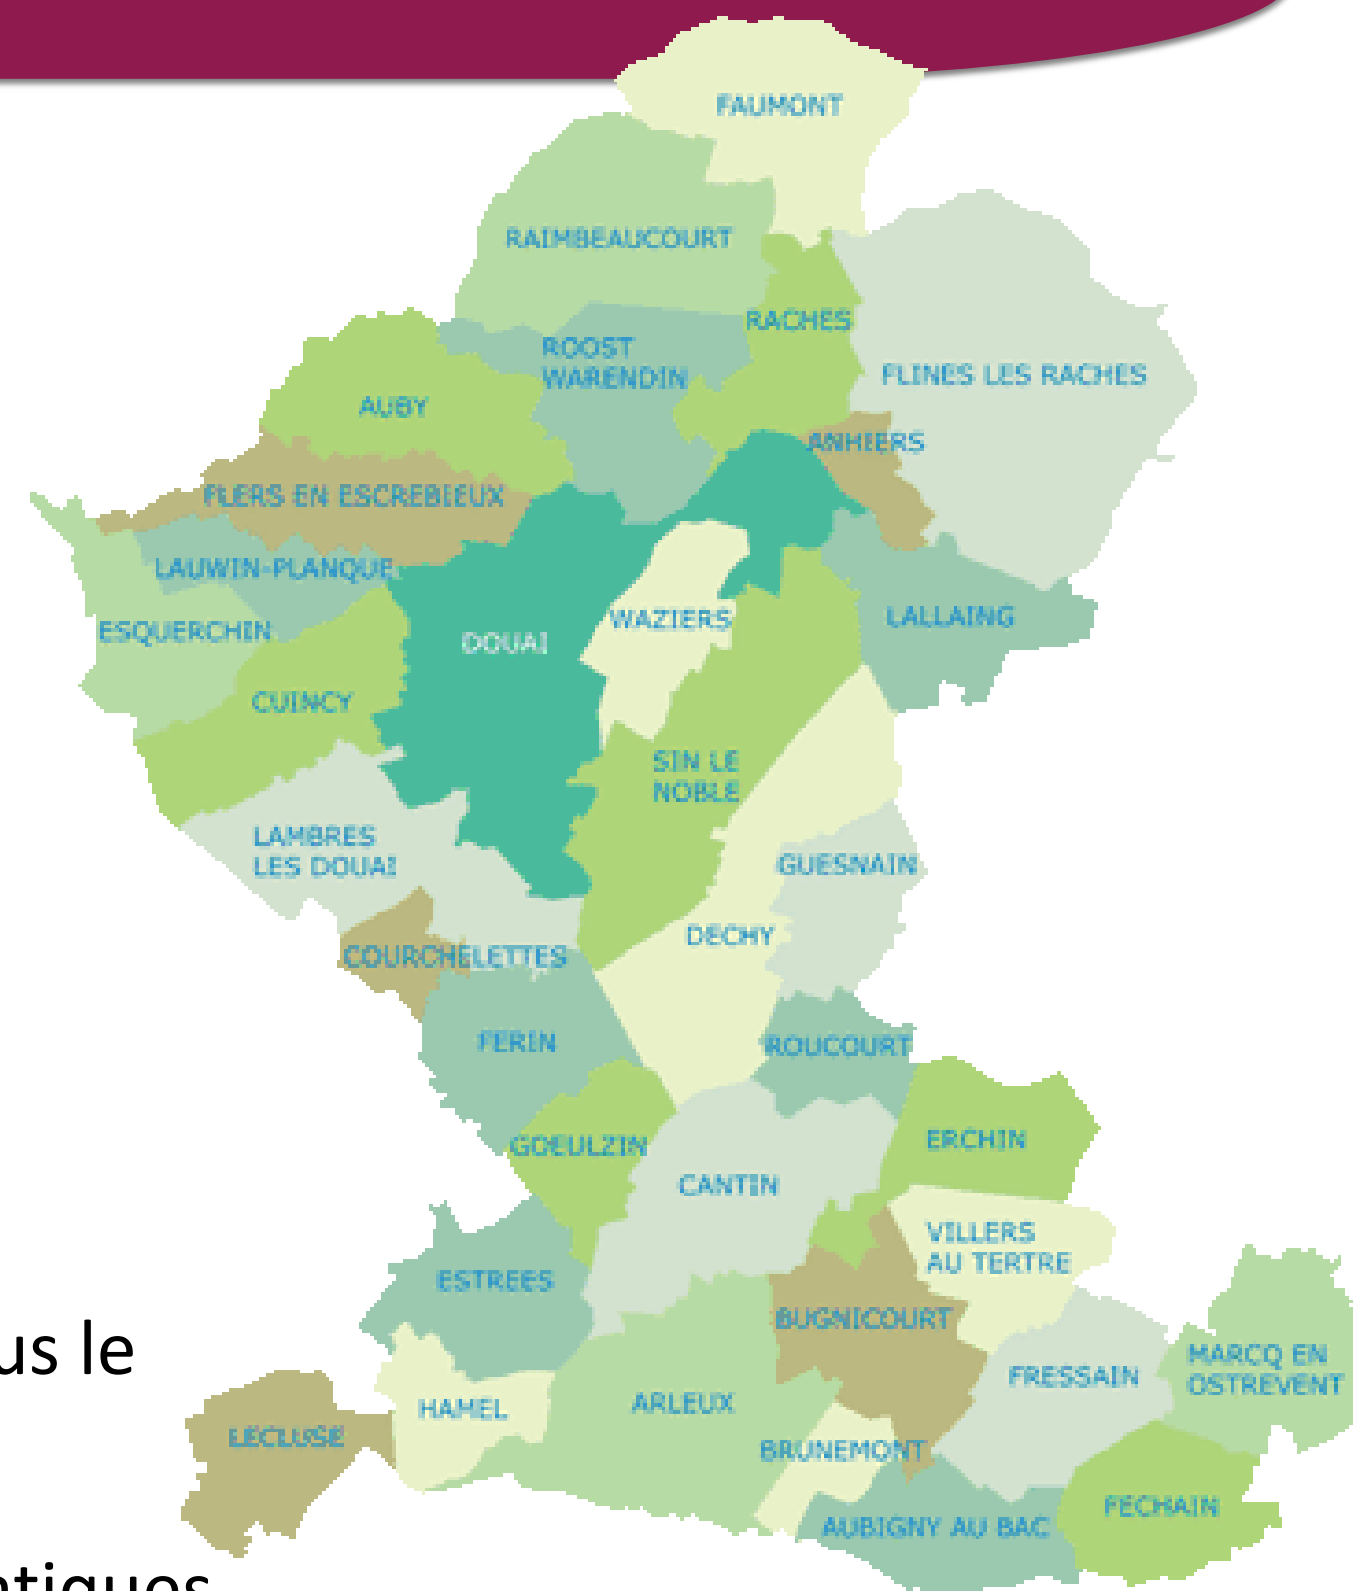 FAUMONT
RAIMBEAUCOURT
RACHES
ROOST
WARENDIN
FLINES LES RACHES
AUBY
ANHIERS
FLERS EN ESCREBIEUX
LAUWIN-PLANQUE
ESQUERCHIN
WAZIERS
LALLAING
DOUAI
CUINCY
SIN LE
NOBLE
LAMBRES
LES DOUAI
GUESNAIN
DECHY
COURCHELETTES
FERIN
ROUCOURT
GOEULZIN
ERCHIN
CANTIN
VILLERS
AU TERTRE
ESTREES
BUGNICOURT
us le
MARCQ EN
OSTREVENT
FRESSAIN
ARLEUX
HAMEL
LECLUSE
BRUNEMONT
FECHAIN
AUBIGNY AU BAC
ntiques